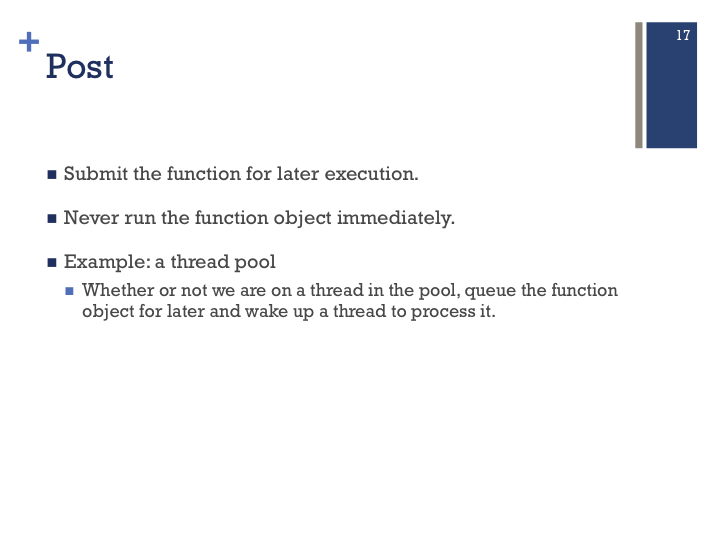 17
+
Post
Submit the function for later execution.
Never run the function object immediately.
Example: a thread pool
Whether or not we are on a thread in the pool, queue the function
object for later and wake up a thread to process it.